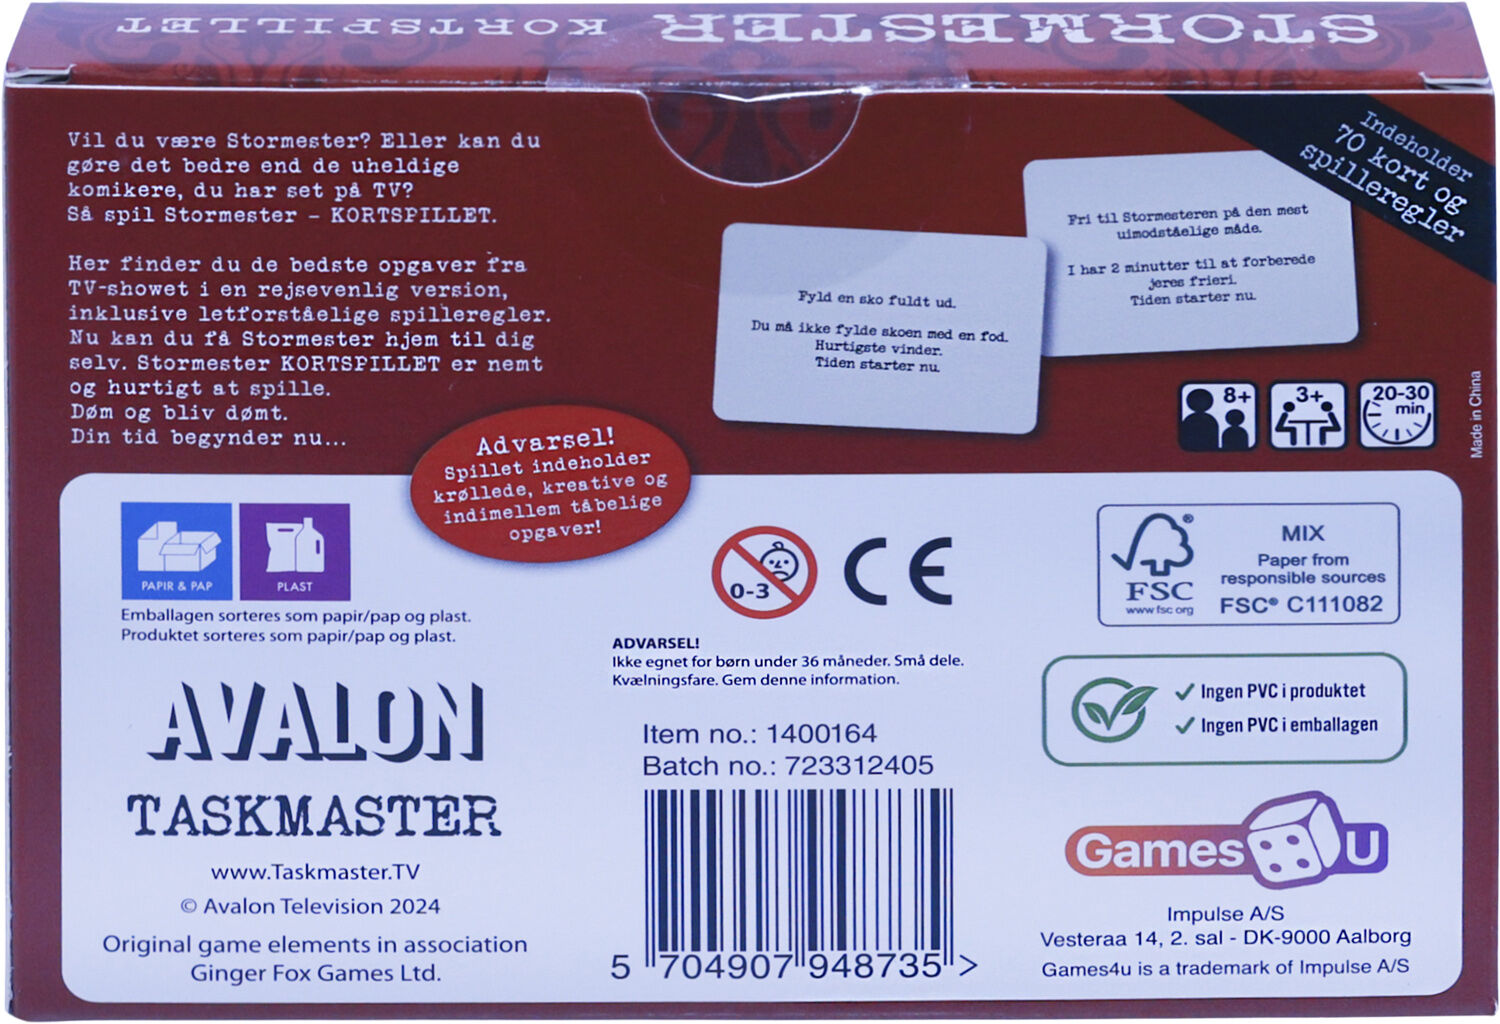 STORMESTER KORTSPILLET
Vil du være Stormester? Eller kan du
gøre det bedre end de uheldige
komikere, du har set på TV?
Så spil Stormester - KORTSPILLET.
Her finder du de bedste opgaver fra
TV-showet i en rejsevenlig version,
inklusive letforståelige spilleregler.
Nu kan du få Stormester hjem til dig
selv. Stormester KORTSPILLET er nemt
og hurtigt at spille.
Døm og bliv dømt.
Din tid begynder nu...
Advarsel!
Spillet indeholder
krøllede, kreative og
indimellem tåbelige
opgaver!
Fyld en sko fuldt ud.
Du må ikke fylde skoen med en fod.
Hurtigste vinder.
Tiden starter nu.
Fri til Stormesteren på den mest
uimodståelige måde.
I har 2 minutter til at forberede
jeres frieri.
Tiden starter nu.
Indeholder
70 kort og
spilleregler
8+
3+
20-30
min
Made in China
PAPIR & PAP
PLAST
Emballagen sorteres som papir/pap og plast.
Produktet sorteres som papir/pap og plast.
AVALON
TASKMASTER
www.Taskmaster.TV
© Avalon Television 2024
Original game elements in association
Ginger Fox Games Ltd.
0-3
CE
ADVARSEL!
Ikke egnet for børn under 36 måneder. Små dele.
Kvælningsfare. Gem denne information.
Item no.: 1400164
Batch no.: 723312405
5 704907 948735 >
FSC®
www.fsc.org
MIX
Paper from
responsible sources
FSC® C111082
Ingen PVC i produktet
Ingen PVC i emballagen
Games4U
Impulse A/S
Vesteraa 14, 2. sal - DK-9000 Aalborg
Games4u is a trademark of Impulse A/S